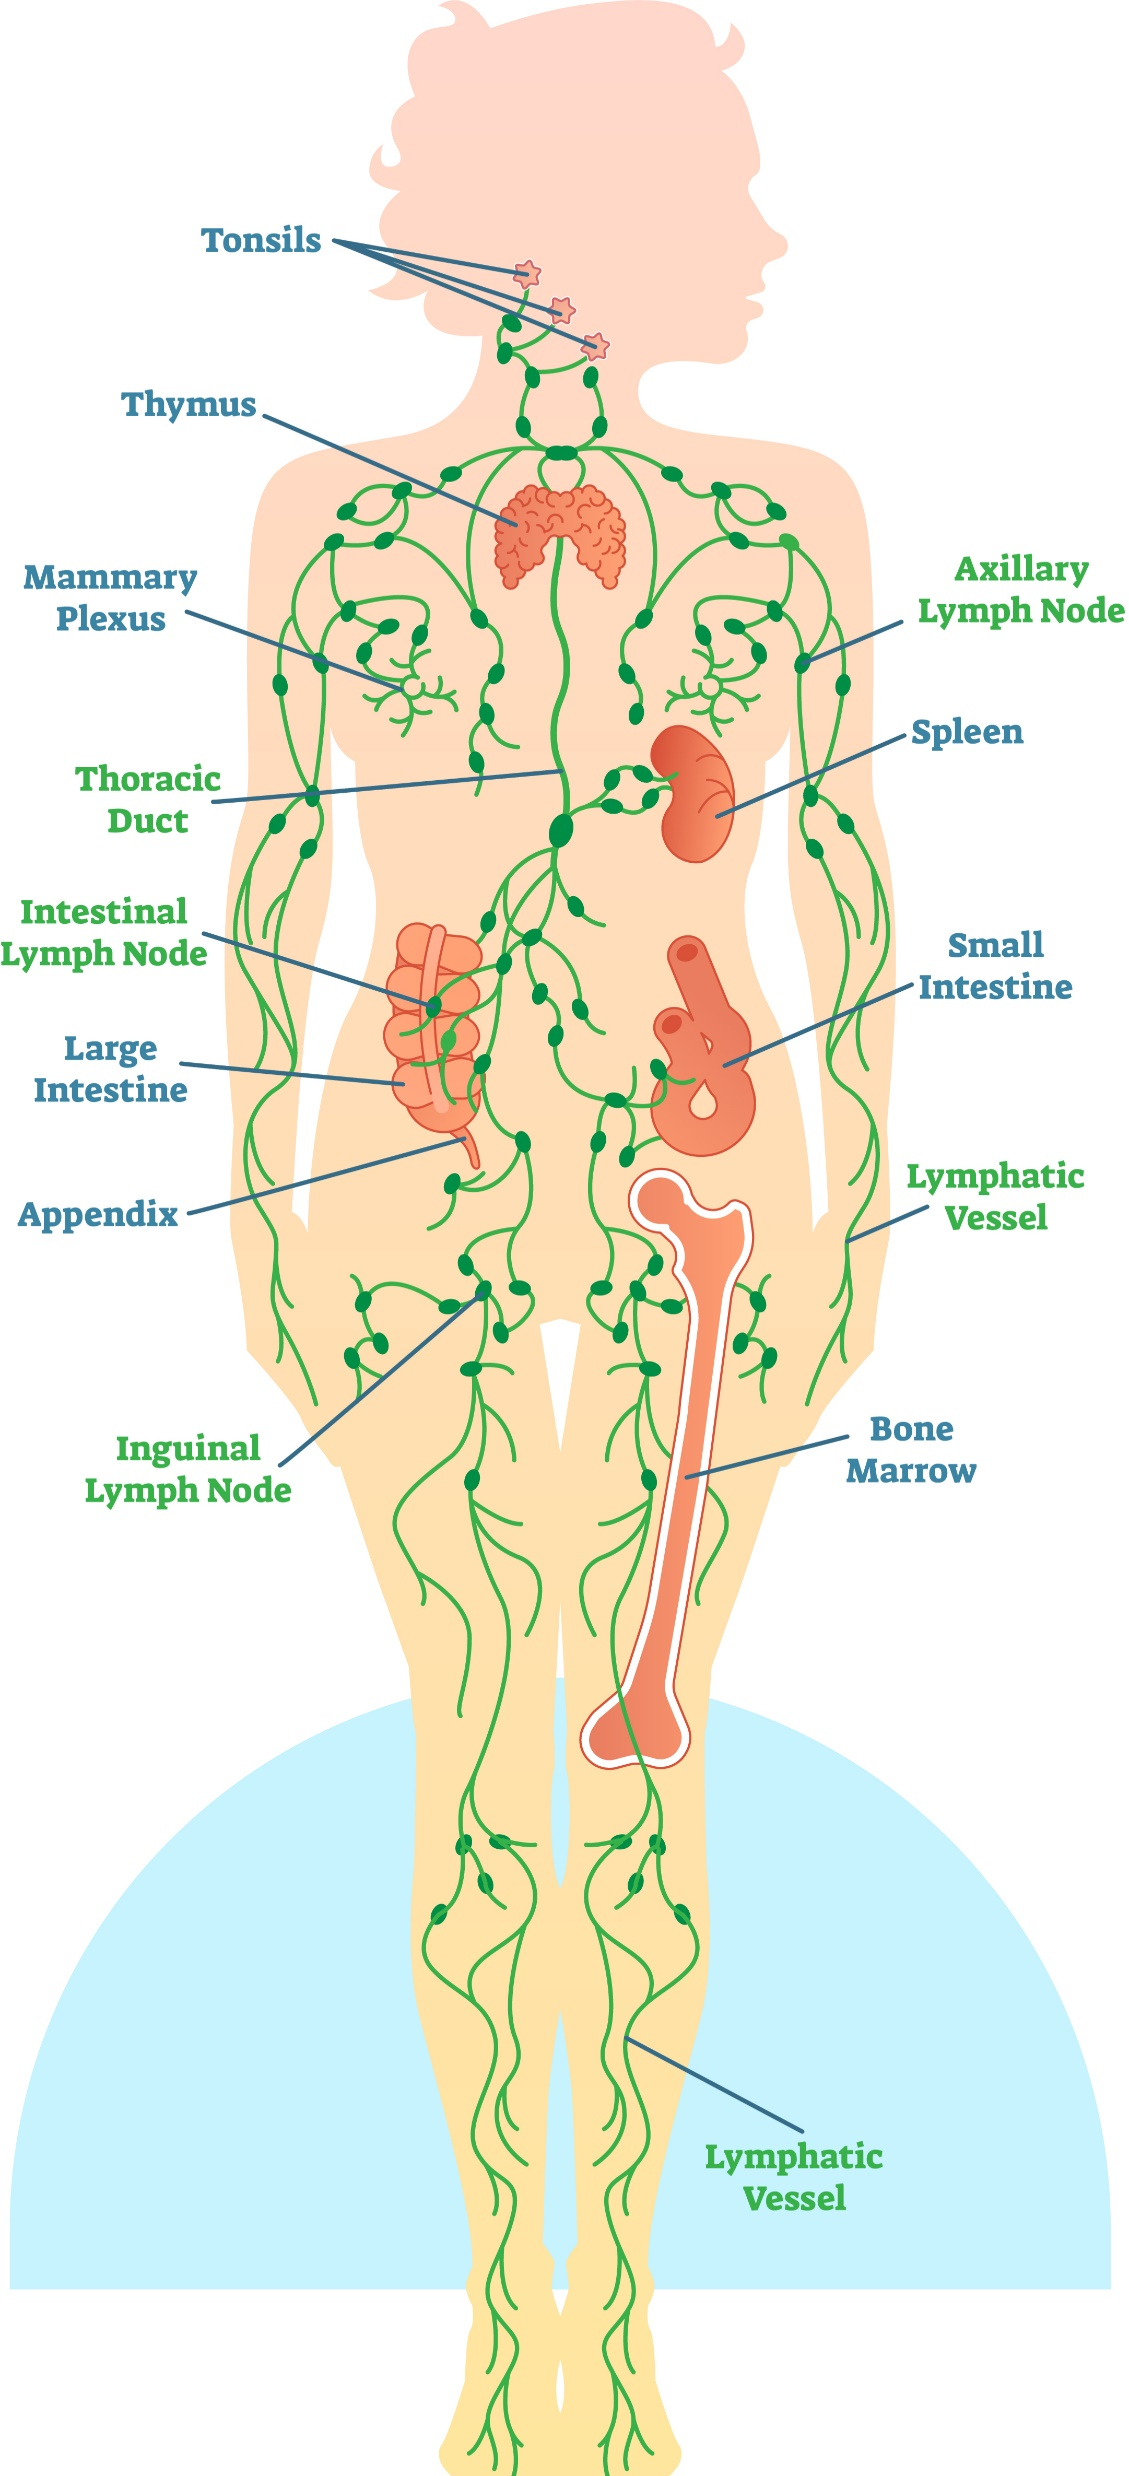 Tonsils
Thymus
Mammary
Plexus
Axillary
Lymph Node
Spleen
Thoracic
Duct
Intestinal
Lymph Node
Small
Intestine
Large
Intestine
Lymphatic
Vessel
Appendix
Bone
Marrow
Inguinal
Lymph Node
Lymphatic
Vessel